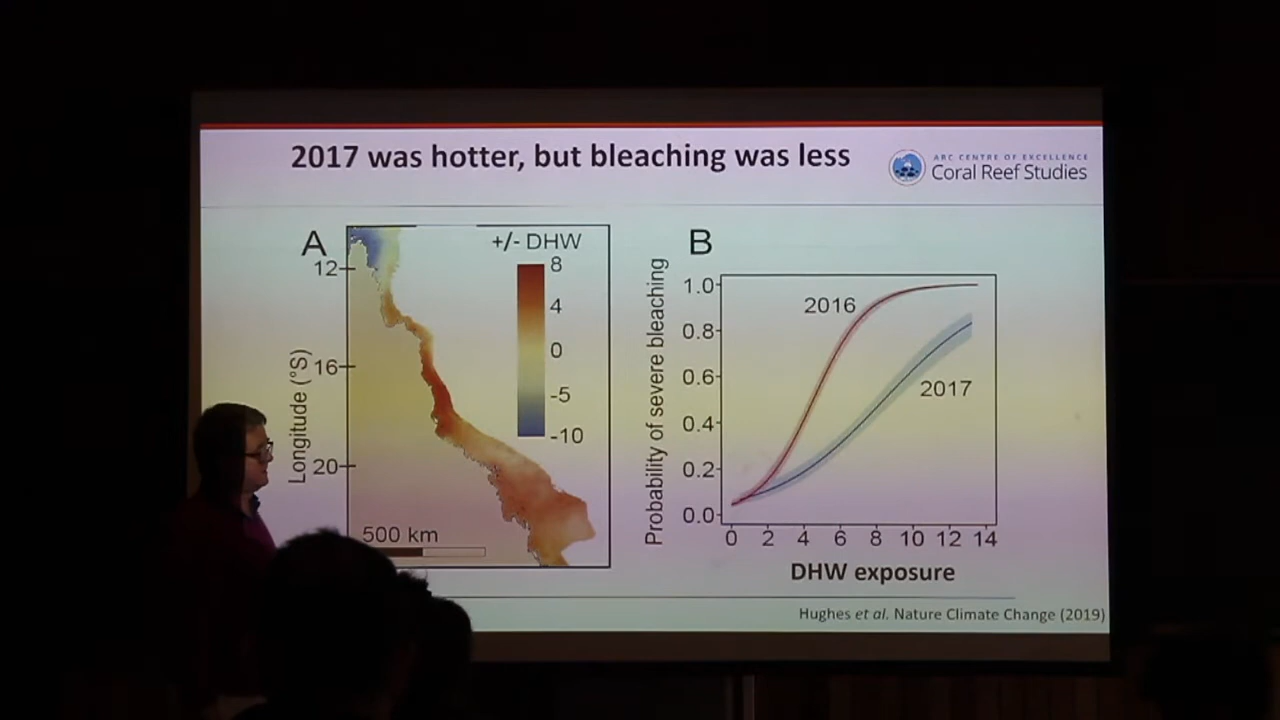 2017 was hotter, but bleaching was less
ARC CENTRE OF EXCELLENCE
Coral Reef Studies
A
+/- DHW
8
4
0
-5
-10
12
16
20
Longitude (°S)
500 km
B
Probability of severe bleaching
1.0
0.8
0.6
0.4
0.2
0.0
2016
2017
0 2 4 6 8 10 12 14
DHW exposure
Hughes et al. Nature Climate Change (2019)